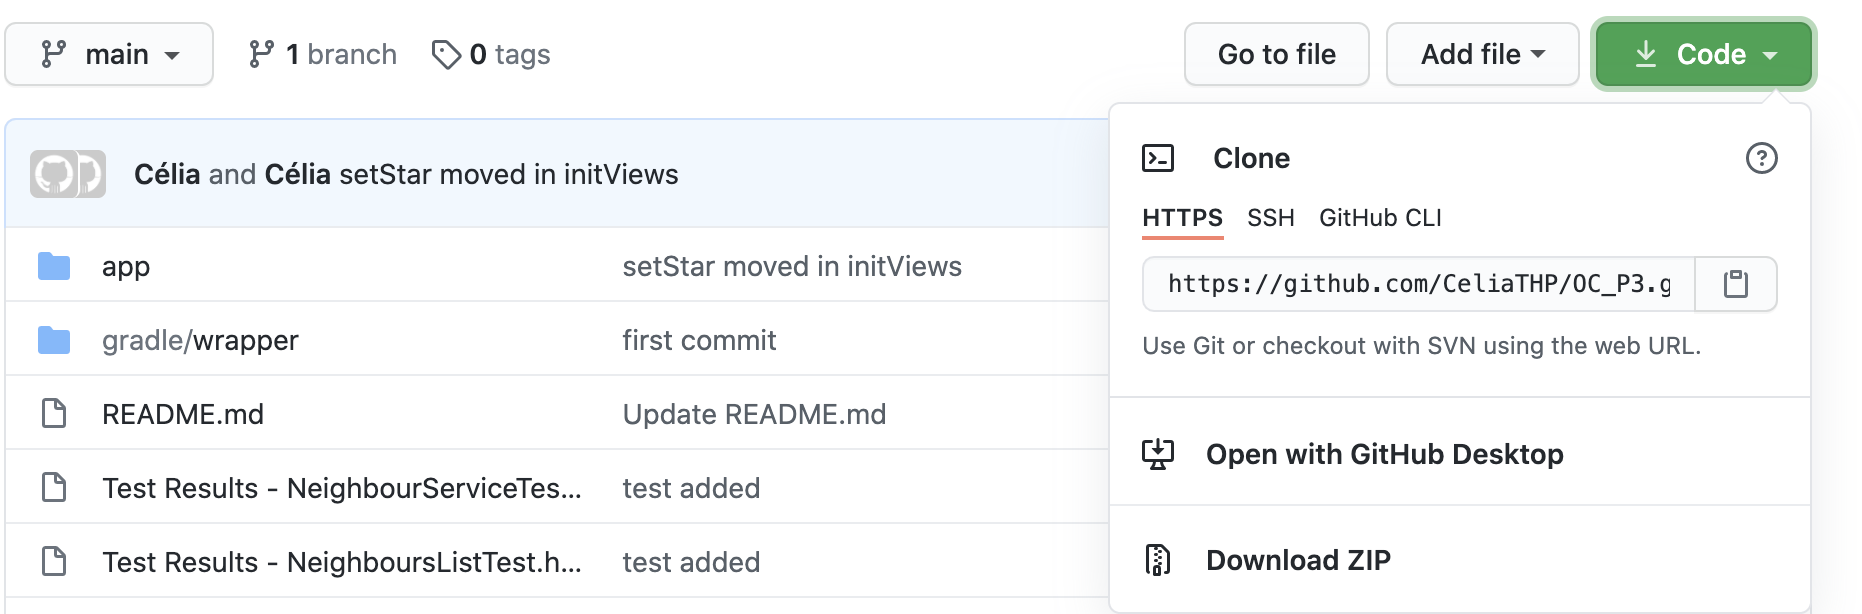 main 1 branch 0 tags Go to file Add file Code
Célia and Célia setStar moved in initViews
app setStar moved in initViews
gradle/wrapper first commit
README.md Update README.md
Test Results - NeighbourServiceTes... test added
Test Results - NeighboursListTest.h... test added
Clone
HTTPS SSH GitHub CLI
https://github.com/CeliaTHP/OC_P3.g
Use Git or checkout with SVN using the web URL.
Open with GitHub Desktop
Download ZIP